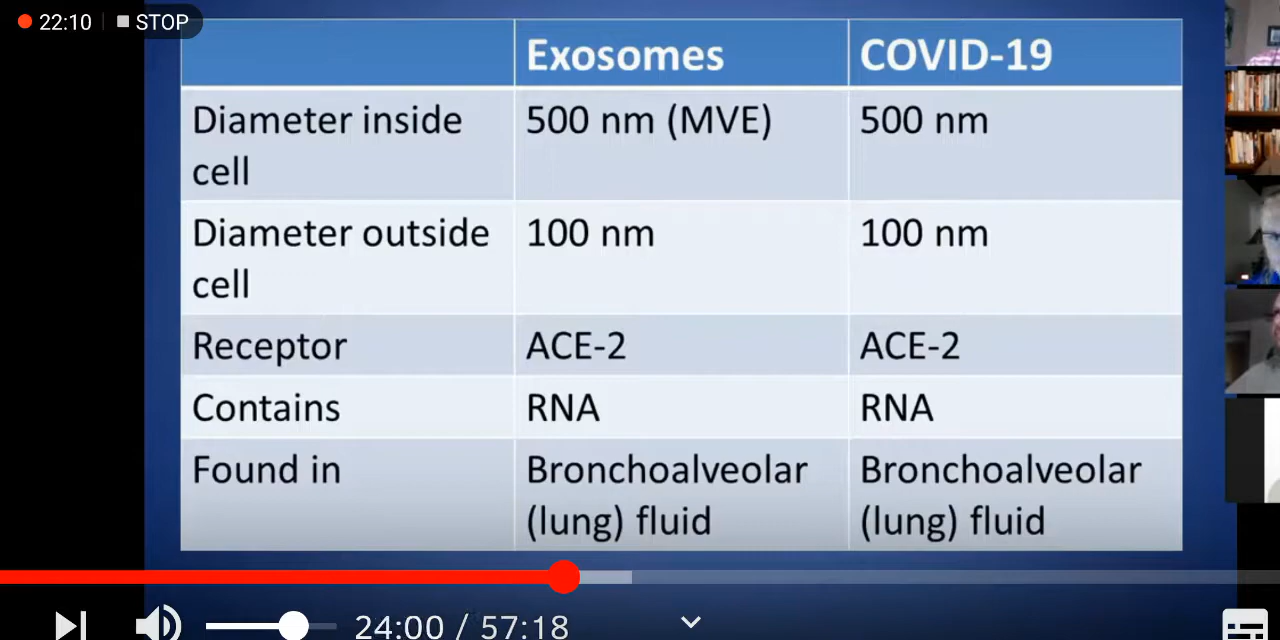 22:10 STOP
Exosomes COVID-19
Diameter inside cell 500 nm (MVE) 500 nm
Diameter outside cell 100 nm 100 nm
Receptor ACE-2 ACE-2
Contains RNA RNA
Found in Bronchoalveolar (lung) fluid Bronchoalveolar (lung) fluid
24:00 / 57:18